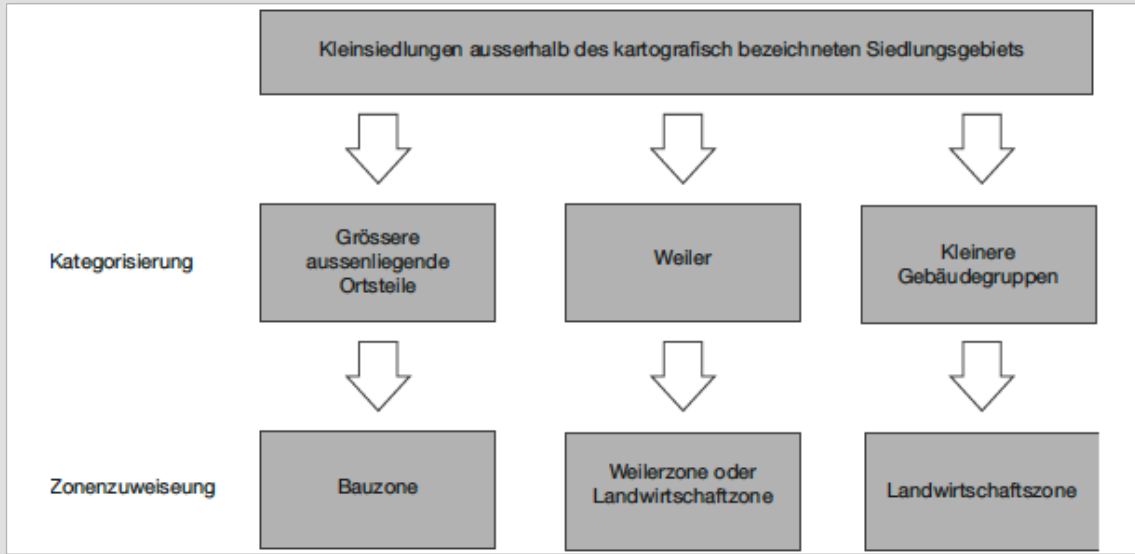 Kleinsiedlungen ausserhalb des kartografisch bezeichneten Siedlungsgebiets
Kategorisierung
Grössere
aussenliegende
Ortsteile
Weiler
Kleinere
Gebäudegruppen
Zonenzuweiseung
Bauzone
Weilerzone oder
Landwirtschaftzone
Landwirtschaftszone